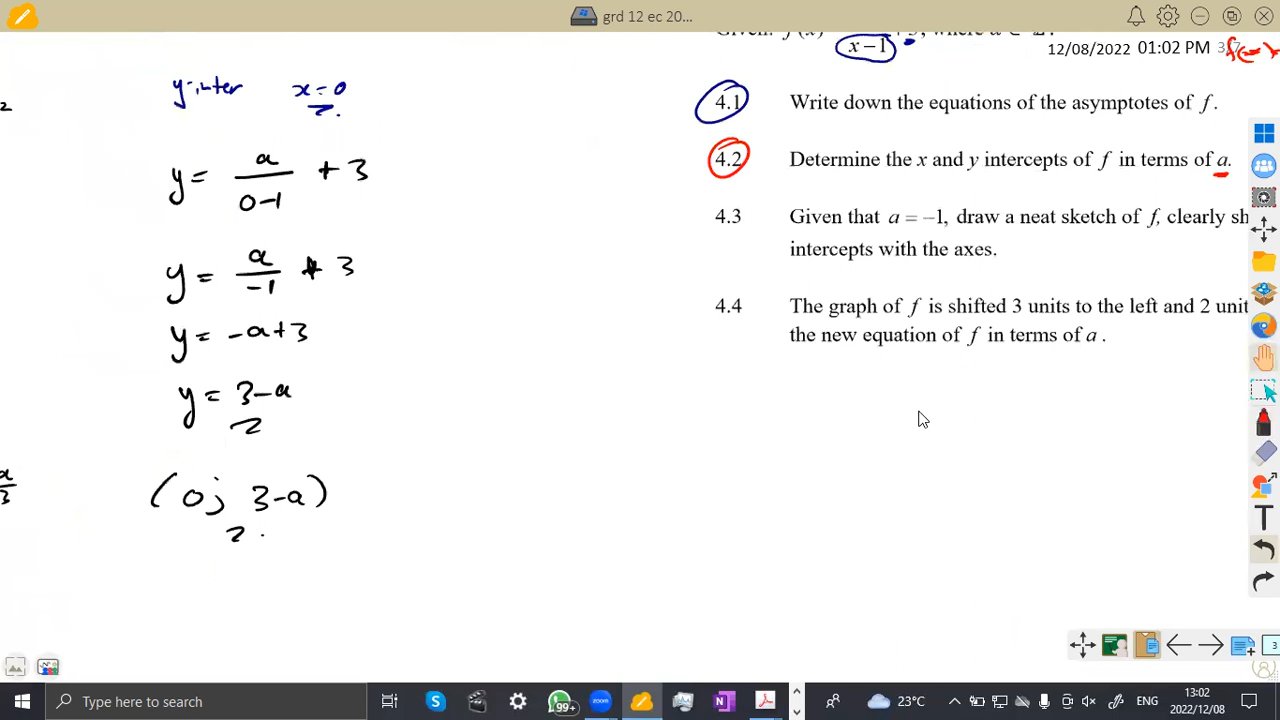 grd 12 ec 20...
12/08/2022 01:02 PM
x − 1
y-inter x = 0
y = a / 0-1 + 3
y = a / -1 + 3
y = -a+3
y = 3-a
(0; 3-a)
4.1 Write down the equations of the asymptotes of f.
4.2 Determine the x and y intercepts of f in terms of a.
4.3 Given that a = −1, draw a neat sketch of f, clearly sh
intercepts with the axes.
4.4 The graph of f is shifted 3 units to the left and 2 unit
the new equation of f in terms of a .
T
3
Type here to search
99+
zoom
N
23°C
ENG
13:02
2022/12/08